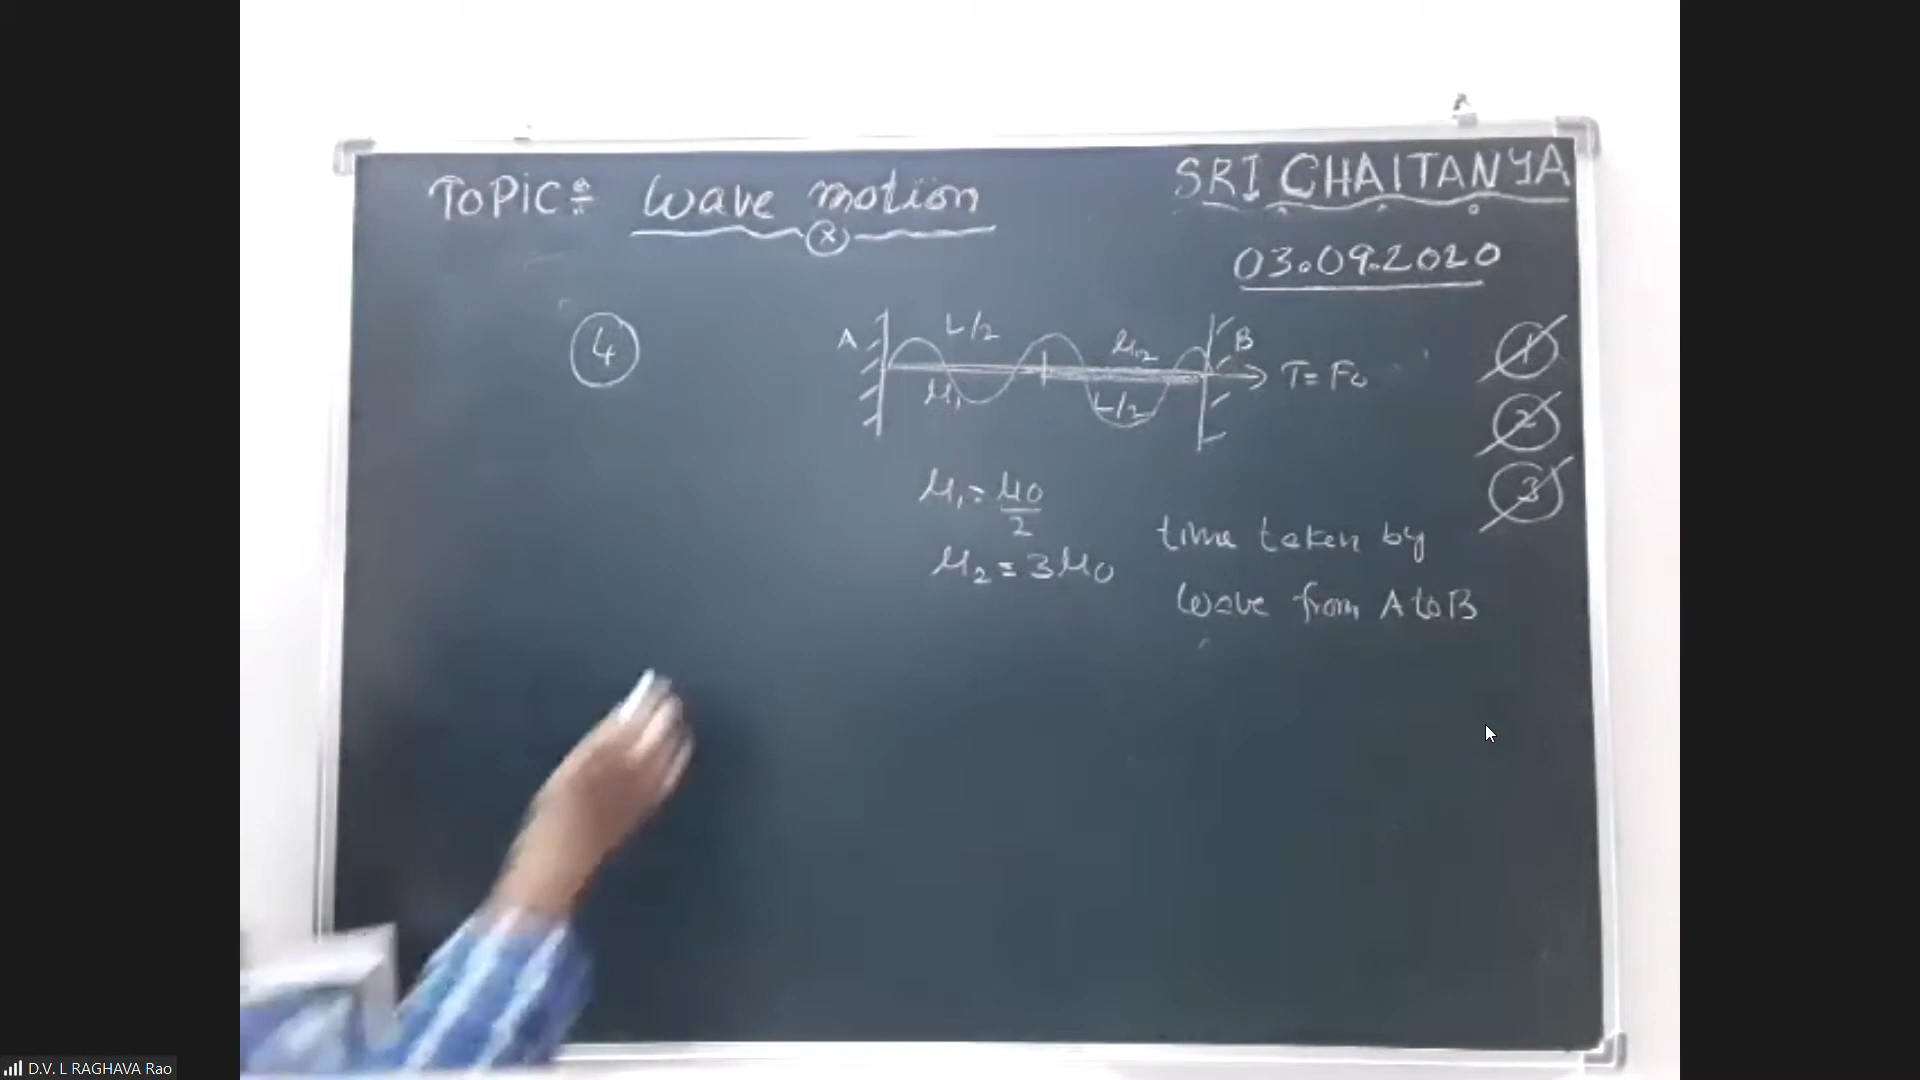 TOPIC:- Wave motion
SRI CHAITANYA
03.09.2020
4
A L/2 μ2 B
μ1 L/2 T = F0
1
2
3
μ1 = μ0/2
μ2 = 3μ0
time taken by
wave from A to B
D.V. L RAGHAVA Rao